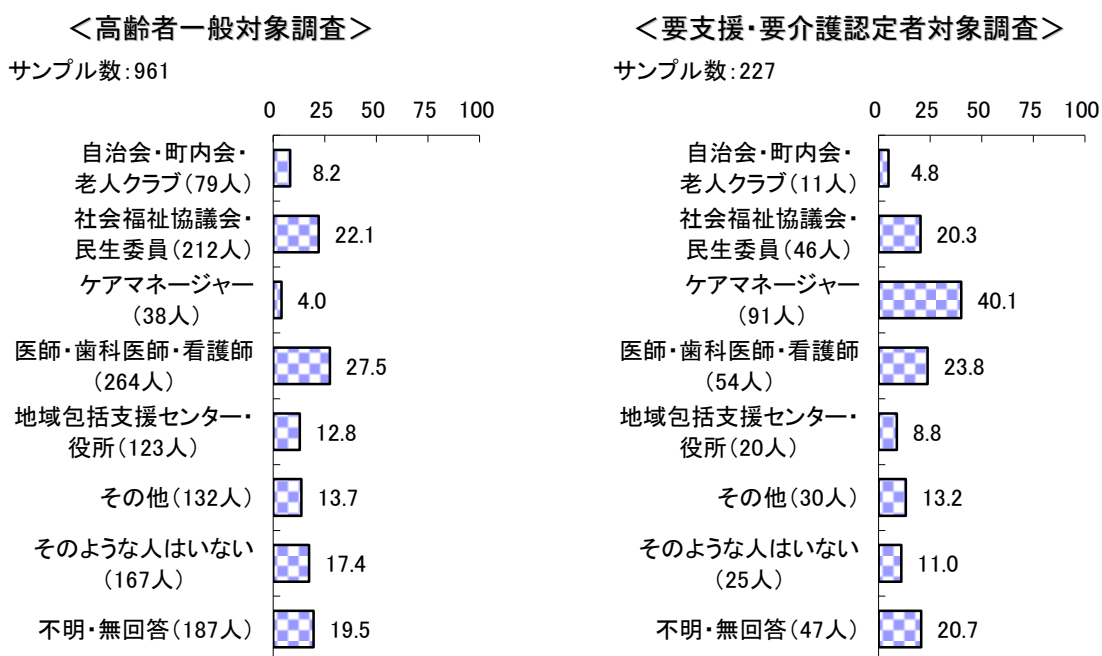 ＜高齢者一般対象調査＞
サンプル数：961
0 25 50 75 100
自治会・町内会・
老人クラブ（79人）
8.2
社会福祉協議会・
民生委員（212人）
22.1
ケアマネージャー
（38人）
4.0
医師・歯科医師・看護師
（264人）
27.5
地域包括支援センター・
役所（123人）
12.8
その他（132人）
13.7
そのような人はいない
（167人）
17.4
不明・無回答（187人）
19.5
＜要支援・要介護認定者対象調査＞
サンプル数：227
0 25 50 75 100
自治会・町内会・
老人クラブ（11人）
4.8
社会福祉協議会・
民生委員（46人）
20.3
ケアマネージャー
（91人）
40.1
医師・歯科医師・看護師
（54人）
23.8
地域包括支援センター・
役所（20人）
8.8
その他（30人）
13.2
そのような人はいない
（25人）
11.0
不明・無回答（47人）
20.7